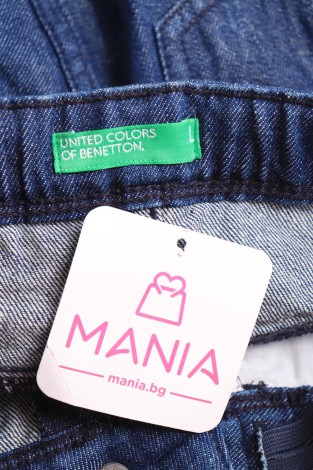 UNITED COLORS
OF BENETTON.
L
MANIA
mania.bg